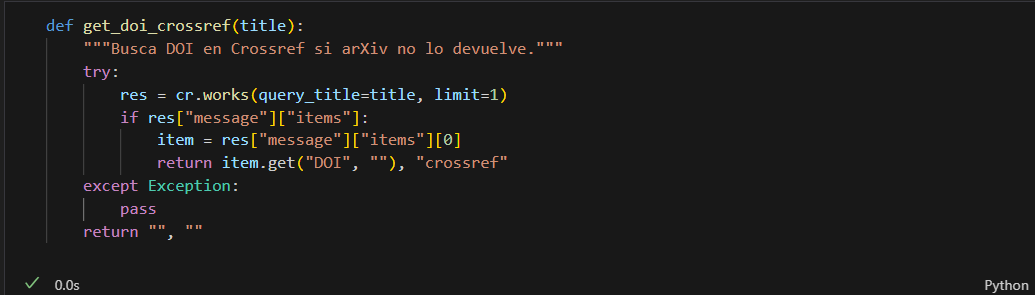 def get_doi_crossref(title):
    """Busca DOI en Crossref si arXiv no lo devuelve."""
    try:
        res = cr.works(query_title=title, limit=1)
        if res["message"]["items"]:
            item = res["message"]["items"][0]
            return item.get("DOI", ""), "crossref"
    except Exception:
        pass
    return "", ""
0.0s Python